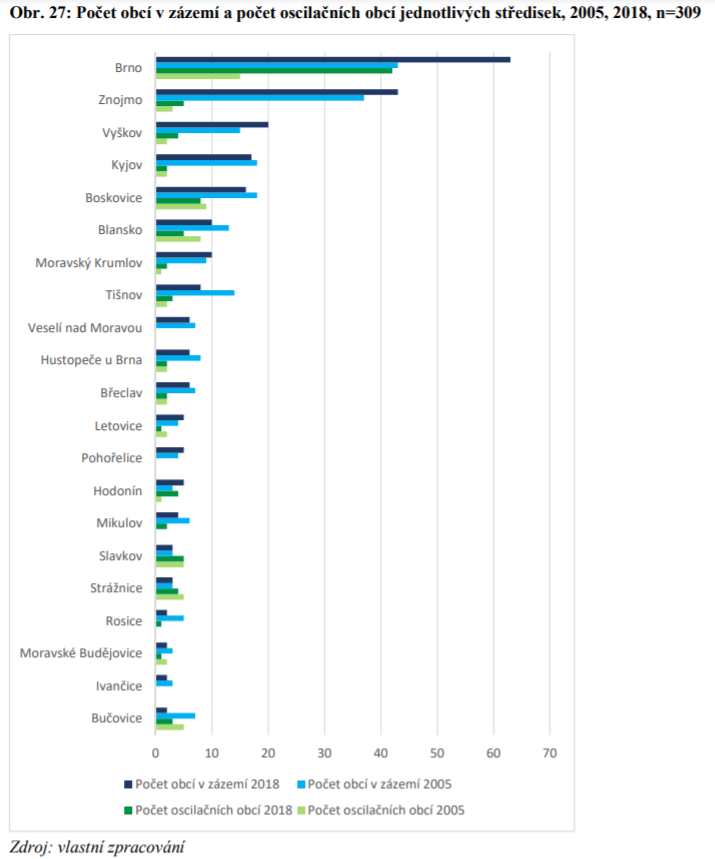 Obr. 27: Počet obcí v zázemí a počet oscilačních obcí jednotlivých středisek, 2005, 2018, n=309
Brno
Znojmo
Vyškov
Kyjov
Boskovice
Blansko
Moravský Krumlov
Tišnov
Veselí nad Moravou
Hustopeče u Brna
Břeclav
Letovice
Pohořelice
Hodonín
Mikulov
Slavkov
Strážnice
Rosice
Moravské Budějovice
Ivančice
Bučovice
0 10 20 30 40 50 60 70
Počet obcí v zázemí 2018 Počet obcí v zázemí 2005
Počet oscilačních obcí 2018 Počet oscilačních obcí 2005
Zdroj: vlastní zpracování